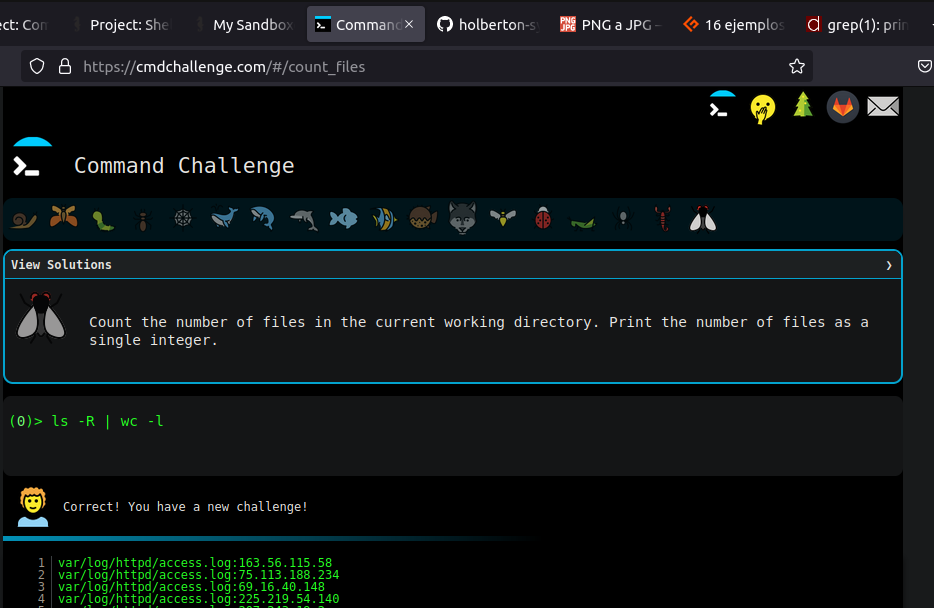 ct: Con
Project: She
My Sandbox
Command
holberton-sy
PNG a JPG –
16 ejemplos
grep(1): prin
https://cmdchallenge.com/#/count_files
Command Challenge
View Solutions
Count the number of files in the current working directory. Print the number of files as a
single integer.
(0)> ls -R | wc -l
Correct! You have a new challenge!
1 var/log/httpd/access.log:163.56.115.58
2 var/log/httpd/access.log:75.113.188.234
3 var/log/httpd/access.log:69.16.40.148
4 var/log/httpd/access.log:225.219.54.140